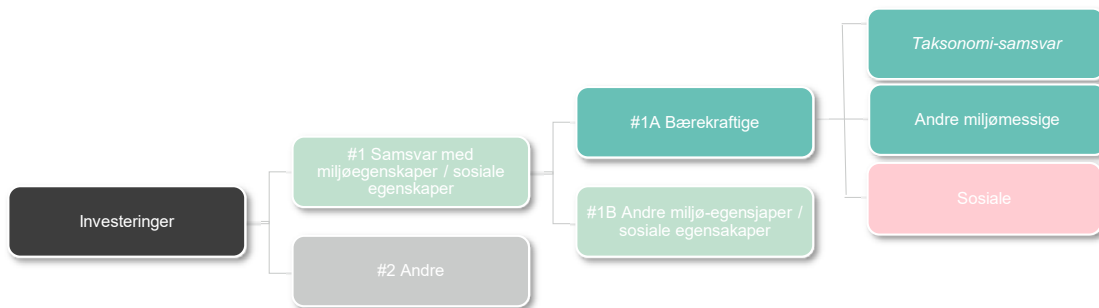 Investeringer
#1 Samsvar med
miljøegenskaper / sosiale
egenskaper
#2 Andre
#1A Bærekraftige
#1B Andre miljø-egensjaper /
sosiale egensakaper
Taksonomi-samsvar
Andre miljømessige
Sosiale